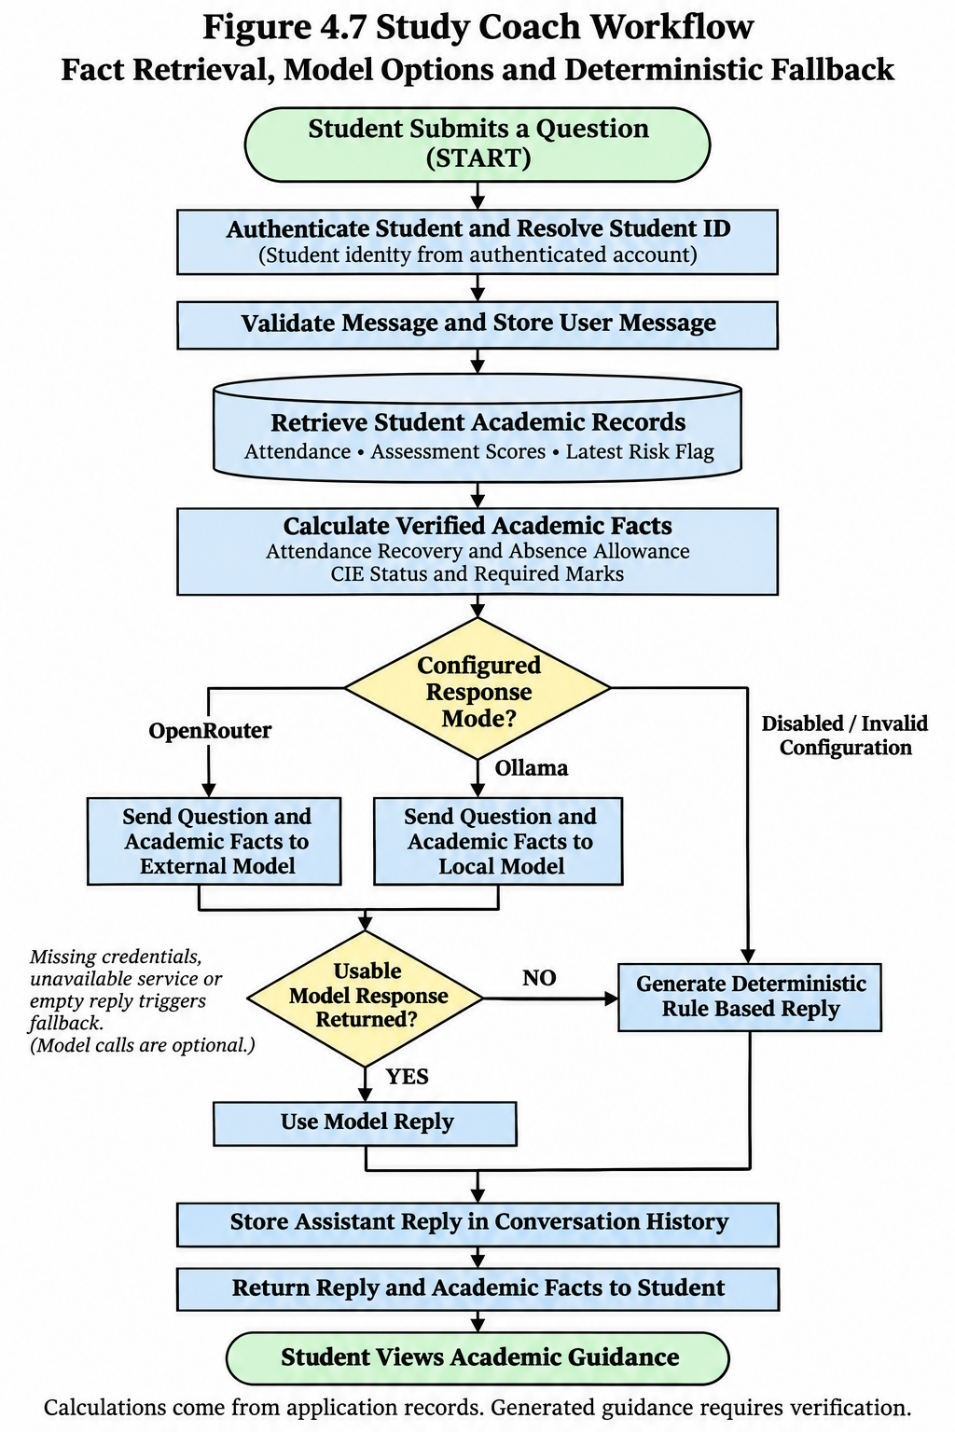 Figure 4.7 Study Coach Workflow
Fact Retrieval, Model Options and Deterministic Fallback
Student Submits a Question
(START)
Authenticate Student and Resolve Student ID
(Student identity from authenticated account)
Validate Message and Store User Message
Retrieve Student Academic Records
Attendance • Assessment Scores • Latest Risk Flag
Calculate Verified Academic Facts
Attendance Recovery and Absence Allowance
CIE Status and Required Marks
Configured
Response
Mode?
OpenRouter
Ollama
Disabled / Invalid
Configuration
Send Question and
Academic Facts to
External Model
Send Question and
Academic Facts to
Local Model
Missing credentials,
unavailable service or
empty reply triggers
fallback.
(Model calls are optional.)
Usable
Model Response
Returned?
NO
Generate Deterministic
Rule Based Reply
YES
Use Model Reply
Store Assistant Reply in Conversation History
Return Reply and Academic Facts to Student
Student Views Academic Guidance
Calculations come from application records. Generated guidance requires verification.